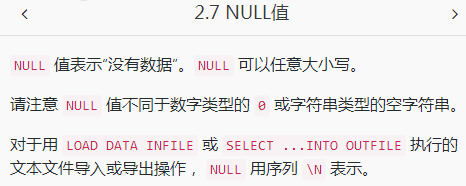 2.7 NULL值
NULL 值表示“没有数据”。NULL 可以任意大小写。
请注意 NULL 值不同于数字类型的 0 或字符串类型的空字符串。
对于用 LOAD DATA INFILE 或 SELECT ...INTO OUTFILE 执行的
文本文件导入或导出操作，NULL 用序列 \N 表示。